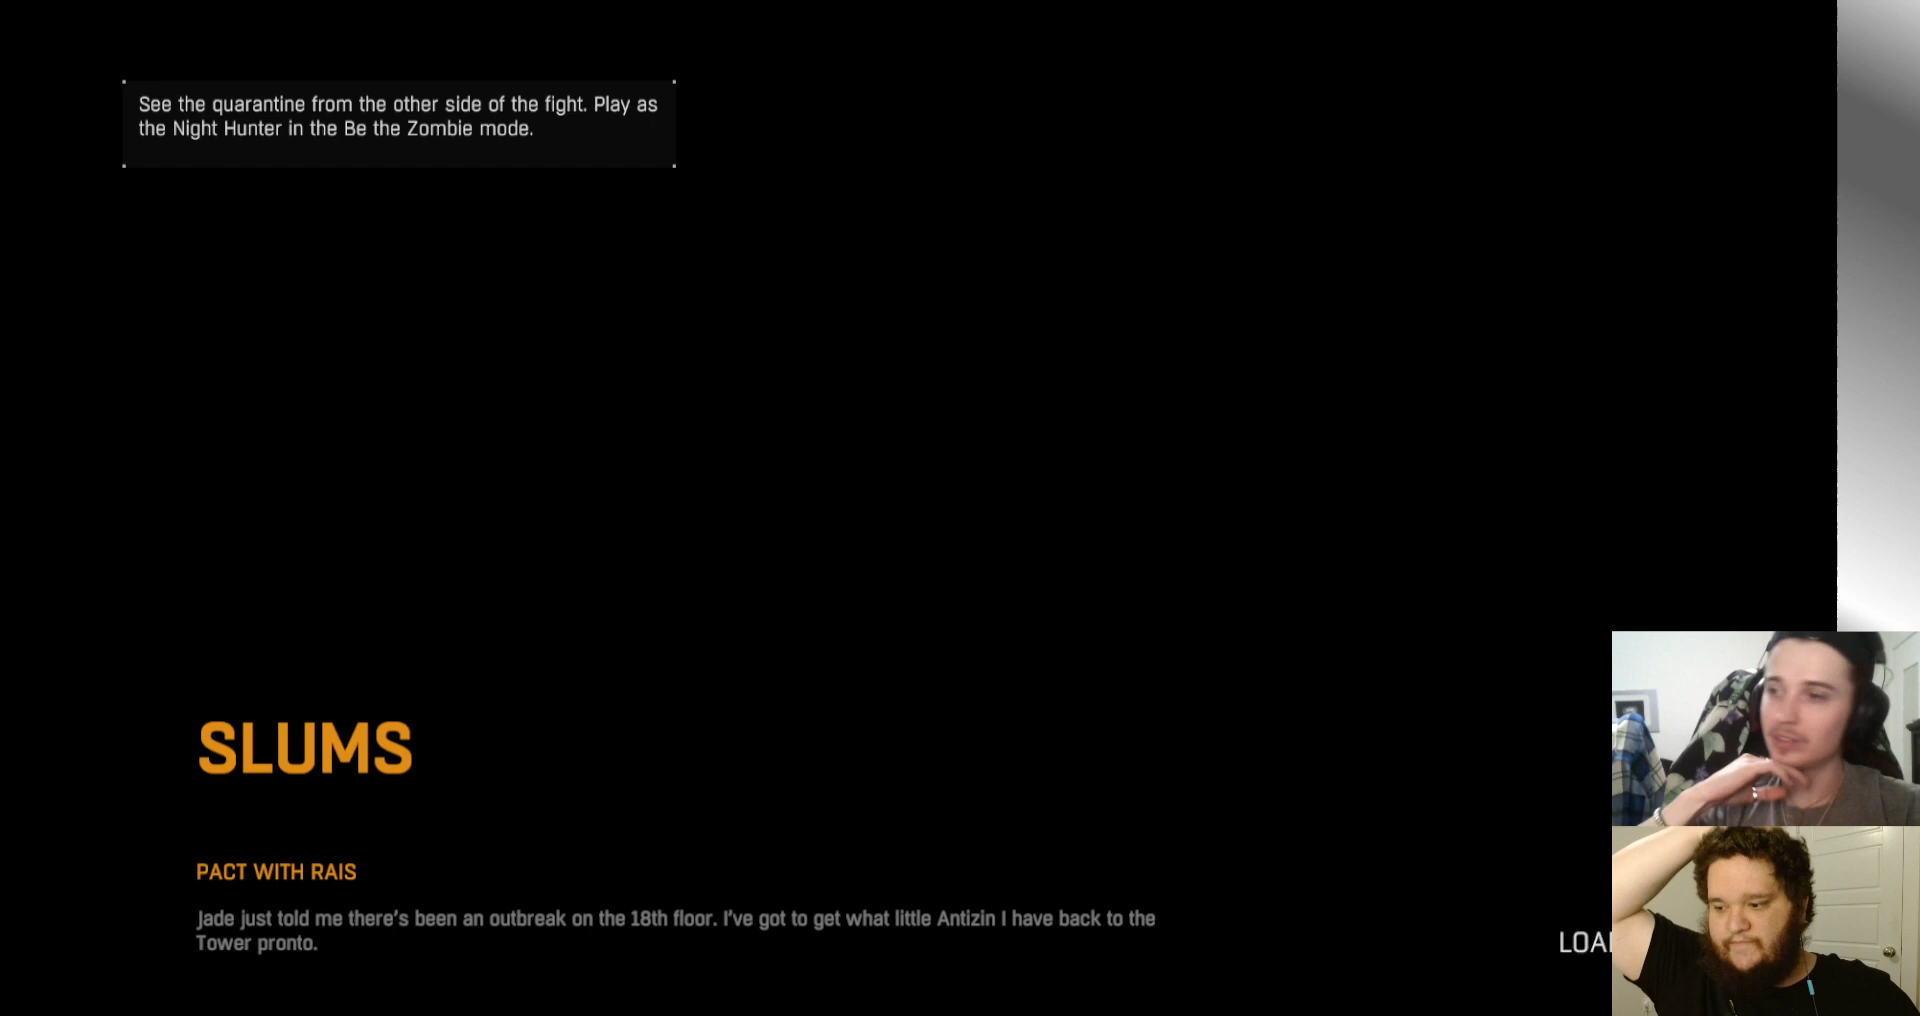 See the quarantine from the other side of the fight. Play as
the Night Hunter in the Be the Zombie mode.
SLUMS
PACT WITH RAIS
Jade just told me there's been an outbreak on the 18th floor. I've got to get what little Antizin I have back to the
Tower pronto.
LOA